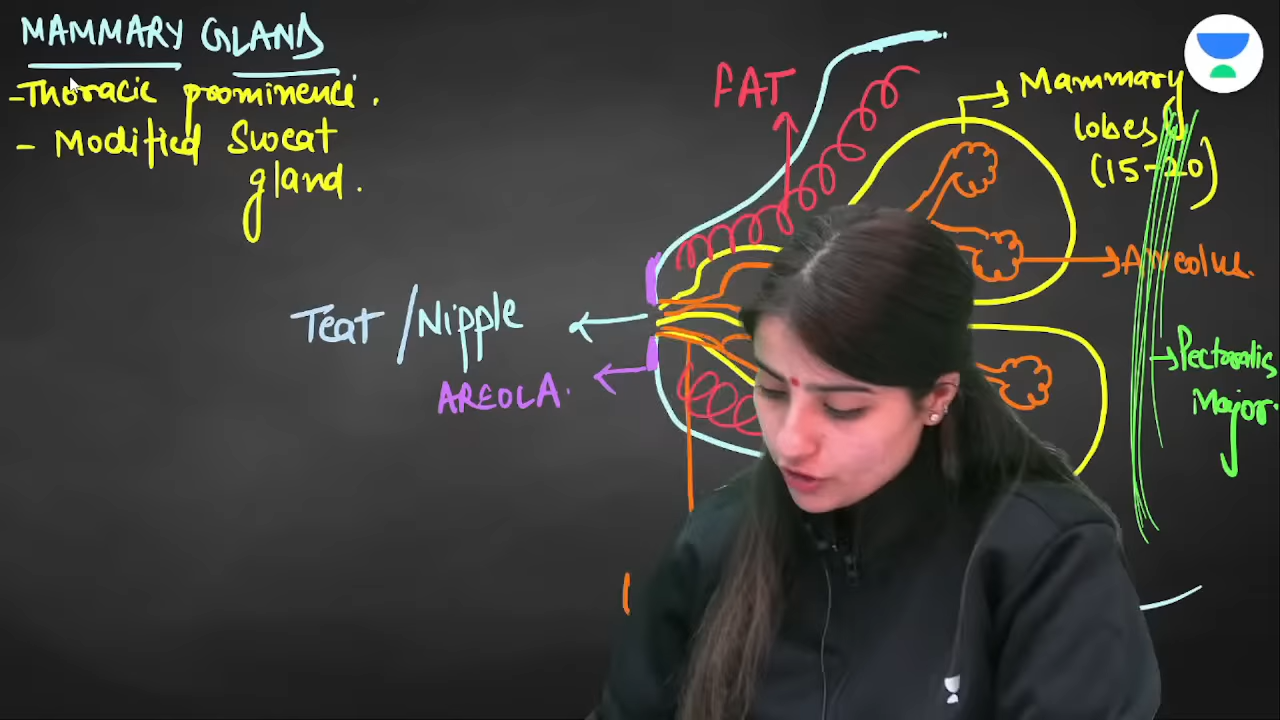 MAMMARY GLAND
-Thoracic prominence.
- Modified Sweat
gland.
FAT
Mammary
lobes
(15-20)
Alveolus.
Teat /Nipple
AREOLA.
Pectoralis
Major.